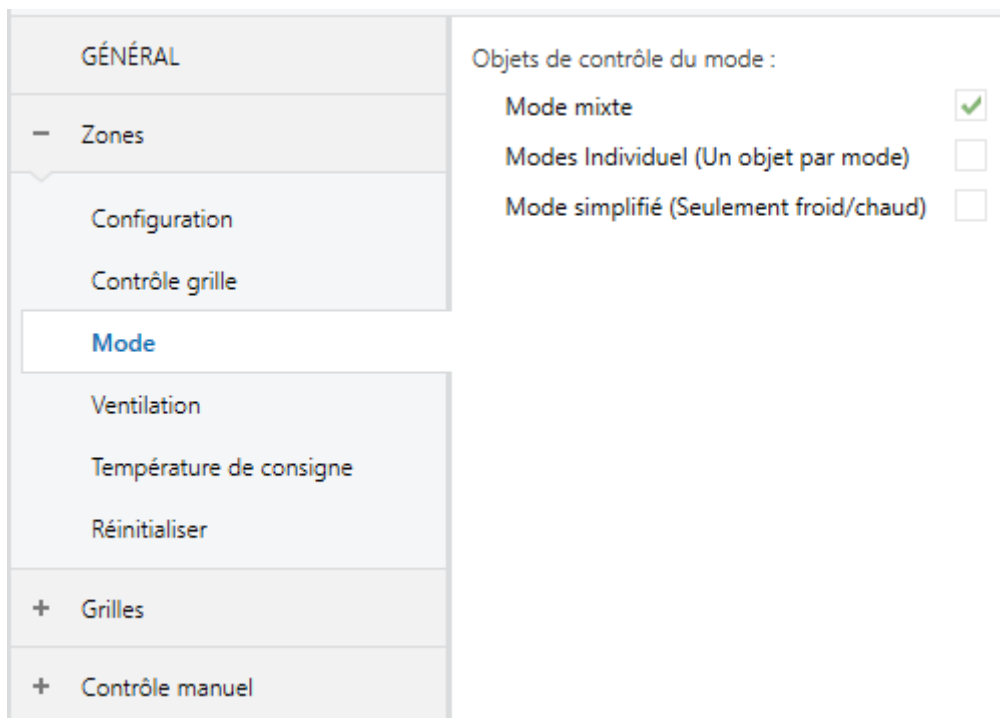 GÉNÉRAL
Zones
Configuration
Contrôle grille
Mode
Ventilation
Température de consigne
Réinitialiser
Grilles
Contrôle manuel
Objets de contrôle du mode :
Mode mixte
Modes Individuel (Un objet par mode)
Mode simplifié (Seulement froid/chaud)